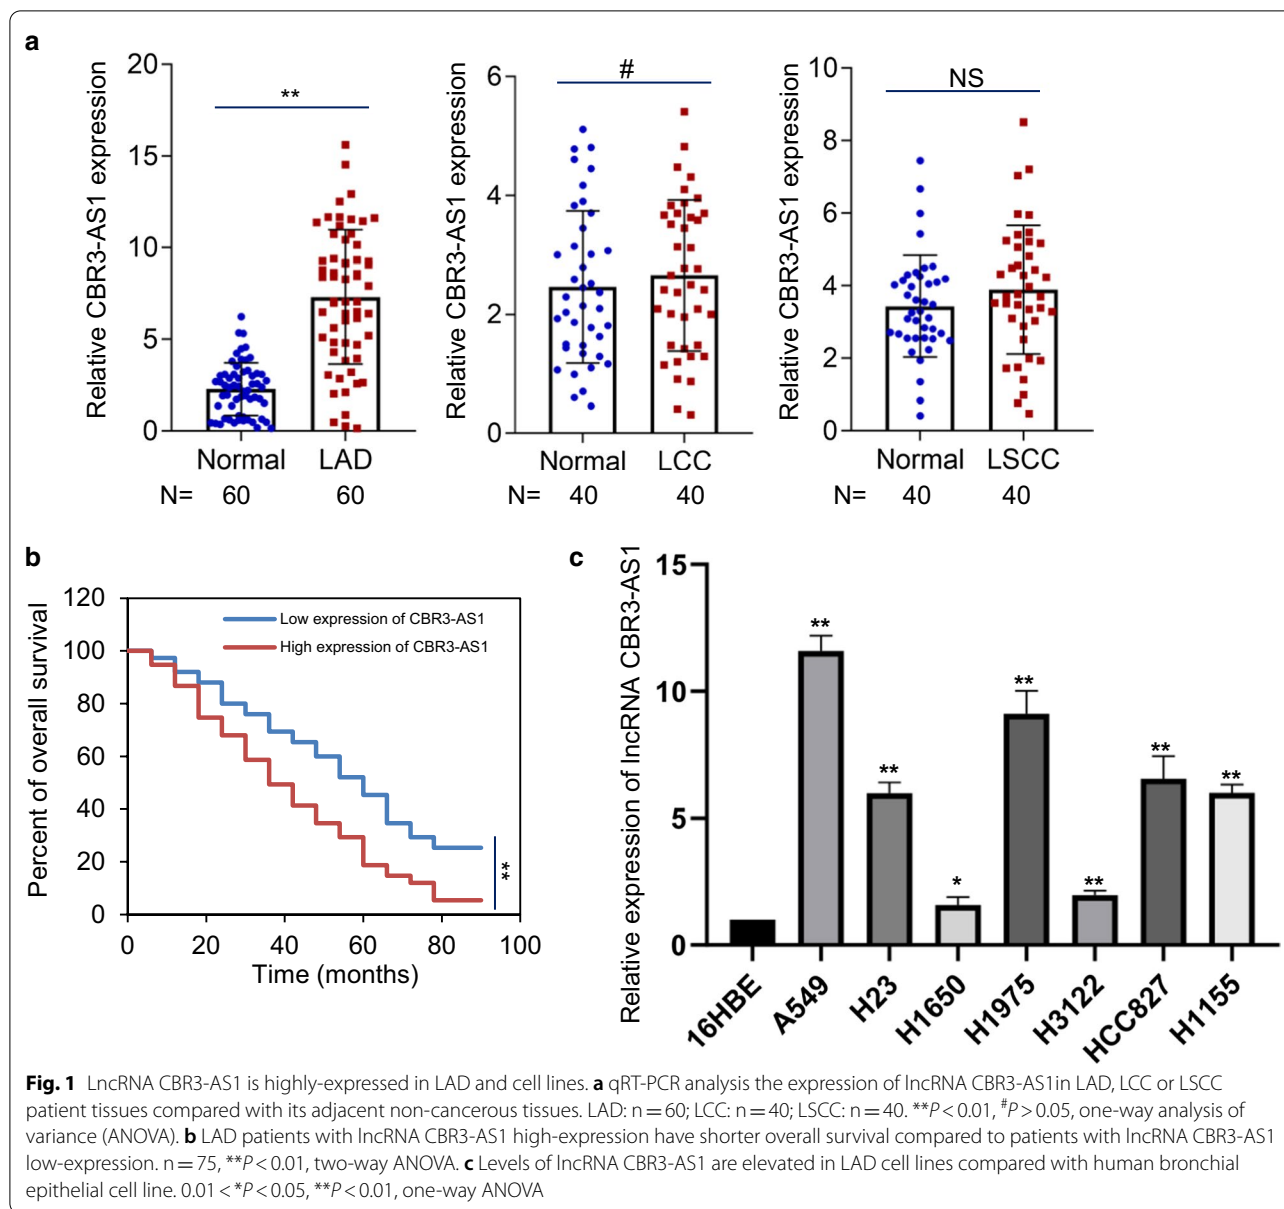 a
Relative CBR3-AS1 expression
20
15
10
5
0
**
Normal LAD
N= 60 60
Relative CBR3-AS1 expression
6
4
2
0
#
Normal LCC
40 40
Relative CBR3-AS1 expression
10
8
6
4
2
0
NS
Normal LSCC
N= 40 40
b
Percent of overall survival
120
100
80
60
40
20
0
Low expression of CBR3-AS1
High expression of CBR3-AS1
**
0 20 40 60 80 100
Time (months)
c
Relative expression of lncRNA CBR3-AS1
15
10
5
0
**
**
*
**
**
**
**
16HBE
A549
H23
H1650
H1975
H3122
HCC827
H1155
Fig. 1 LncRNA CBR3-AS1 is highly-expressed in LAD and cell lines. a qRT-PCR analysis the expression of lncRNA CBR3-AS1in LAD, LCC or LSCC
patient tissues compared with its adjacent non-cancerous tissues. LAD: n = 60; LCC: n = 40; LSCC: n = 40. **P < 0.01, #P > 0.05, one-way analysis of
variance (ANOVA). b LAD patients with lncRNA CBR3-AS1 high-expression have shorter overall survival compared to patients with lncRNA CBR3-AS1
low-expression. n = 75, **P < 0.01, two-way ANOVA. c Levels of lncRNA CBR3-AS1 are elevated in LAD cell lines compared with human bronchial
epithelial cell line. 0.01 < *P < 0.05, **P < 0.01, one-way ANOVA